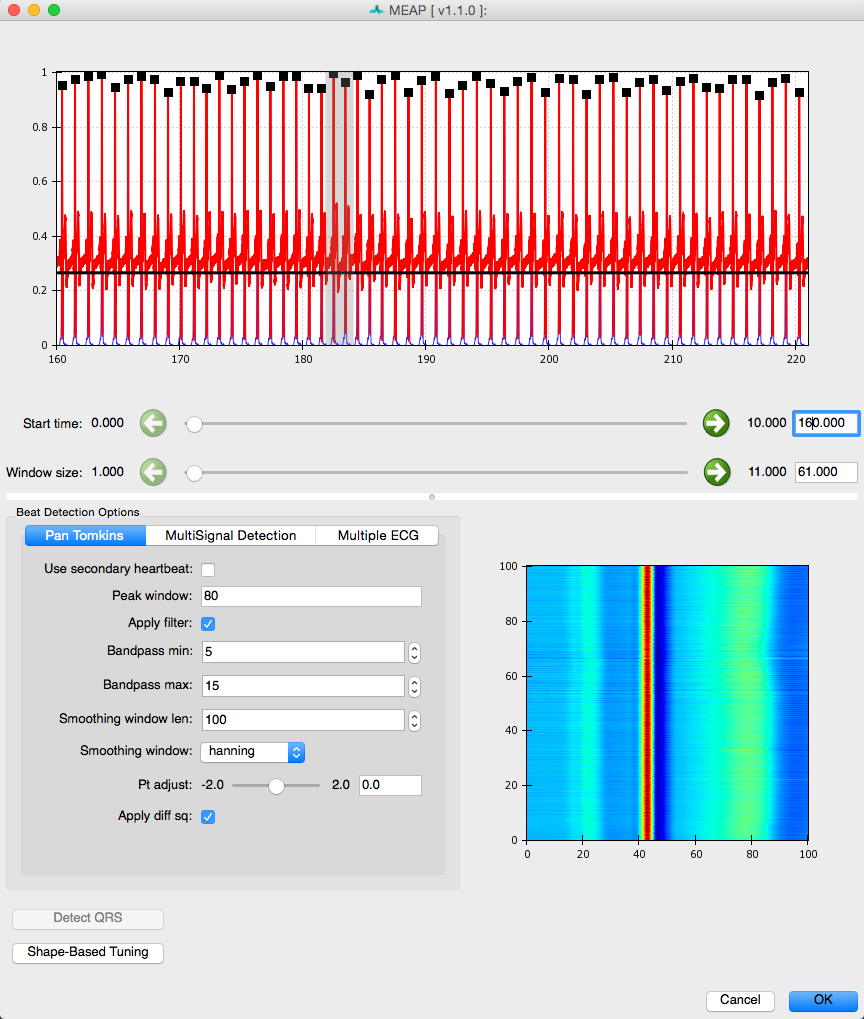 MEAP [ v1.1.0 ]:
1
0.8
0.6
0.4
0.2
0
160 170 180 190 200 210 220
Start time: 0.000 10.000 160.000
Window size: 1.000 11.000 61.000
Beat Detection Options
Pan Tomkins MultiSignal Detection Multiple ECG
Use secondary heartbeat:
Peak window: 80
Apply filter:
Bandpass min: 5
Bandpass max: 15
Smoothing window len: 100
Smoothing window: hanning
Pt adjust: -2.0 2.0 0.0
Apply diff sq:
100
80
60
40
20
0
0 20 40 60 80 100
Detect QRS
Shape-Based Tuning
Cancel OK